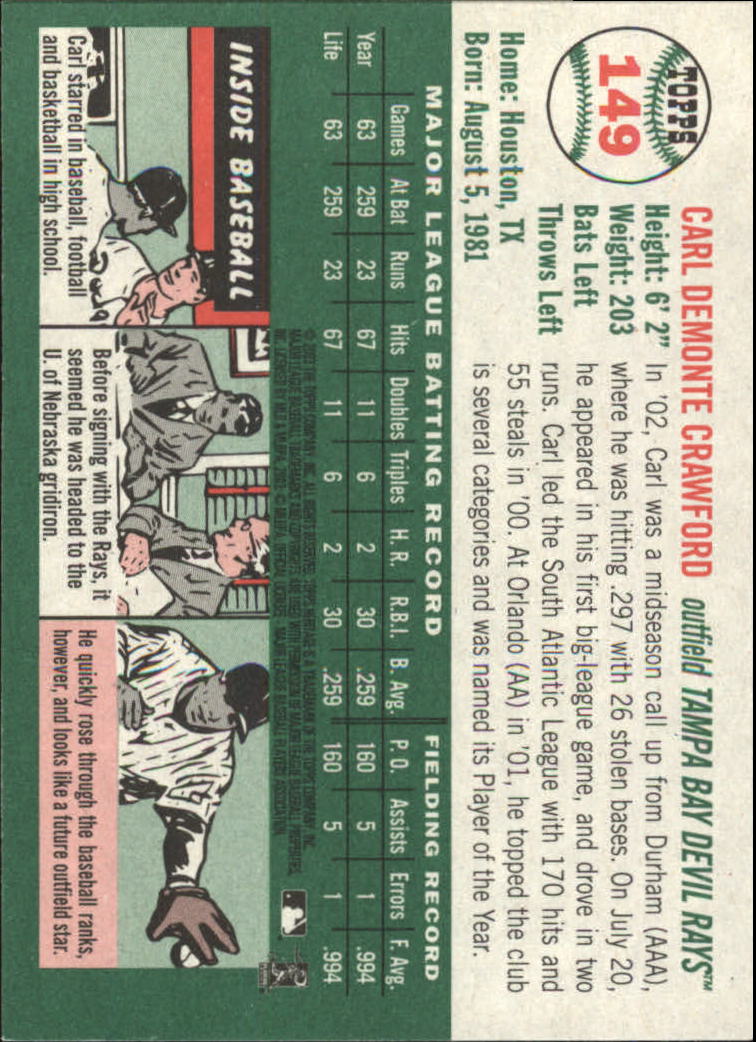 TOPPS
149
CARL DEMONTE CRAWFORD outfield TAMPA BAY DEVIL RAYS™
Height: 6' 2"
Weight: 203
Bats Left
Throws Left
Home: Houston, TX
Born: August 5, 1981
In '02, Carl was a midseason call up from Durham (AAA),
where he was hitting .297 with 26 stolen bases. On July 20,
he appeared in his first big-league game, and drove in two
runs. Carl led the South Atlantic League with 170 hits and
55 steals in '00. At Orlando (AA) in '01, he topped the club
is several categories and was named its Player of the Year.
MAJOR LEAGUE BATTING RECORD FIELDING RECORD
Games At Bat Runs Hits Doubles Triples H. R. R.B.I. B. Avg. P. O. Assists Errors F. Avg.
Year 63 259 23 67 11 6 2 30 .259 160 5 1 .994
Life 63 259 23 67 11 6 2 30 .259 160 5 1 .994
INSIDE BASEBALL
Carl starred in baseball, football
and basketball in high school.
Before signing with the Rays, it
seemed he was headed to the
U. of Nebraska gridiron.
He quickly rose through the baseball ranks,
however, and looks like a future outfield star.